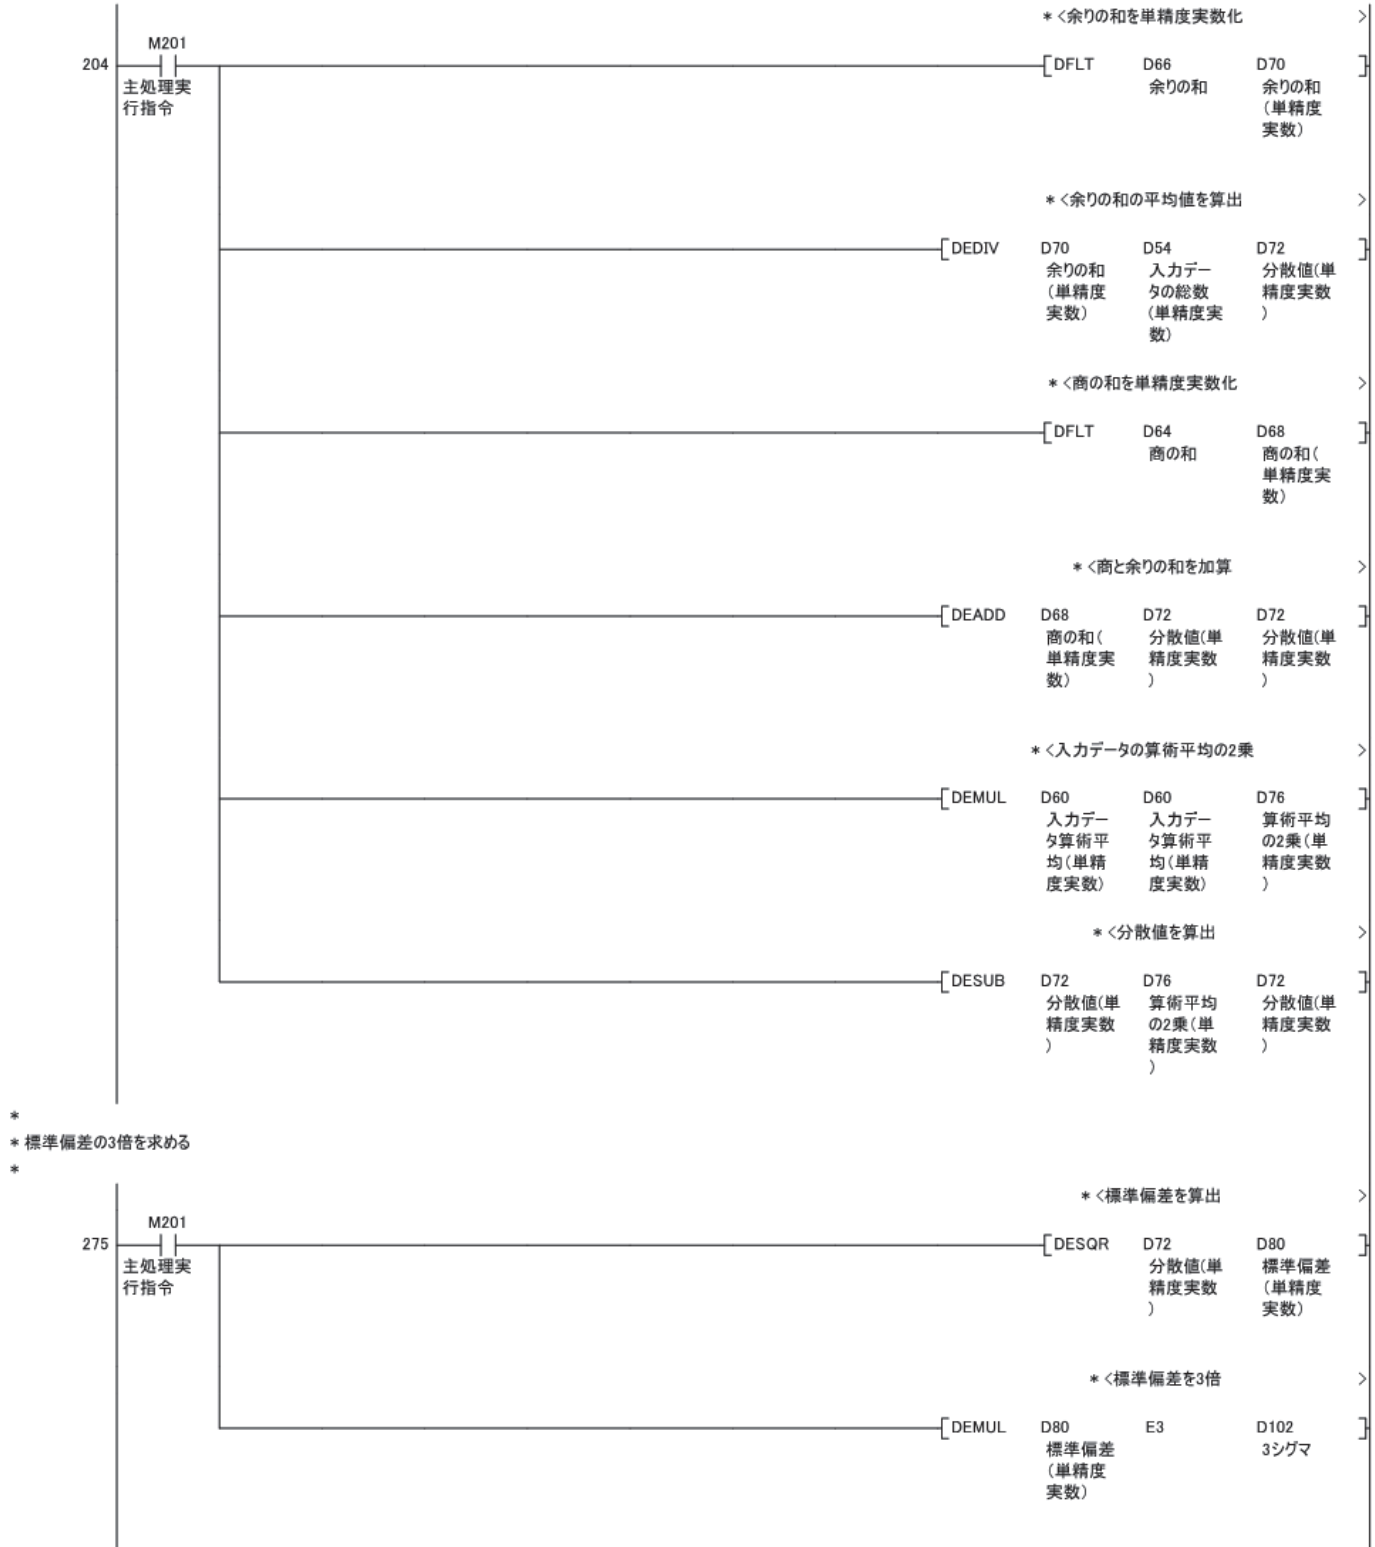 * <余りの和を単精度実数化 >
M201
204 [DFLT D66 D70 ]
主処理実 余りの和 余りの和
行指令 (単精度
実数)
* <余りの和の平均値を算出 >
[DEDIV D70 D54 D72 ]
余りの和 入力デー 分散値(単
(単精度 タの総数 精度実数
実数) (単精度実 )
数)
* <商の和を単精度実数化 >
[DFLT D64 D68 ]
商の和 商の和(
単精度実
数)
* <商と余りの和を加算 >
[DEADD D68 D72 D72 ]
商の和( 分散値(単 分散値(単
単精度実 精度実数 精度実数
数) ) )
* <入力データの算術平均の2乗 >
[DEMUL D60 D60 D76 ]
入力デー 入力デー 算術平均
タ算術平 タ算術平 の2乗(単
均(単精 均(単精 精度実数
度実数) 度実数) )
* <分散値を算出 >
[DESUB D72 D76 D72 ]
分散値(単 算術平均 分散値(単
精度実数 の2乗(単 精度実数
) 精度実数 )
)
*
* 標準偏差の3倍を求める
*
* <標準偏差を算出 >
M201
275 [DESQR D72 D80 ]
主処理実 分散値(単 標準偏差
行指令 精度実数 (単精度
) 実数)
* <標準偏差を3倍 >
[DEMUL D80 E3 D102 ]
標準偏差 3シグマ
(単精度
実数)